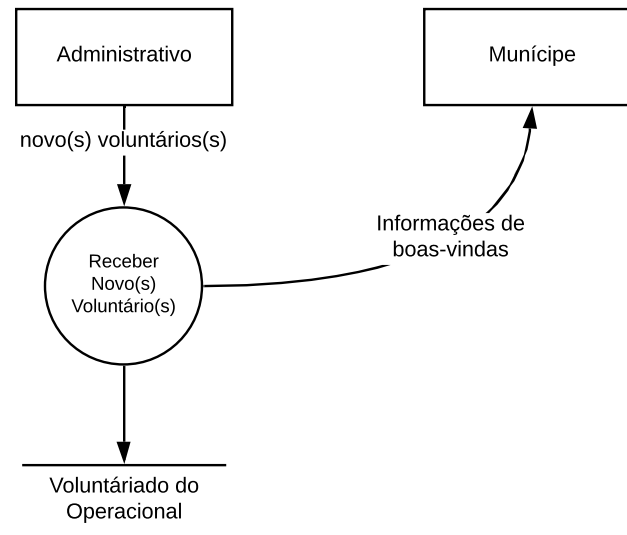 Administrativo
Munícipe
novo(s) voluntários(s)
Informações de
boas-vindas
Receber
Novo(s)
Voluntário(s)
Voluntáriado do
Operacional